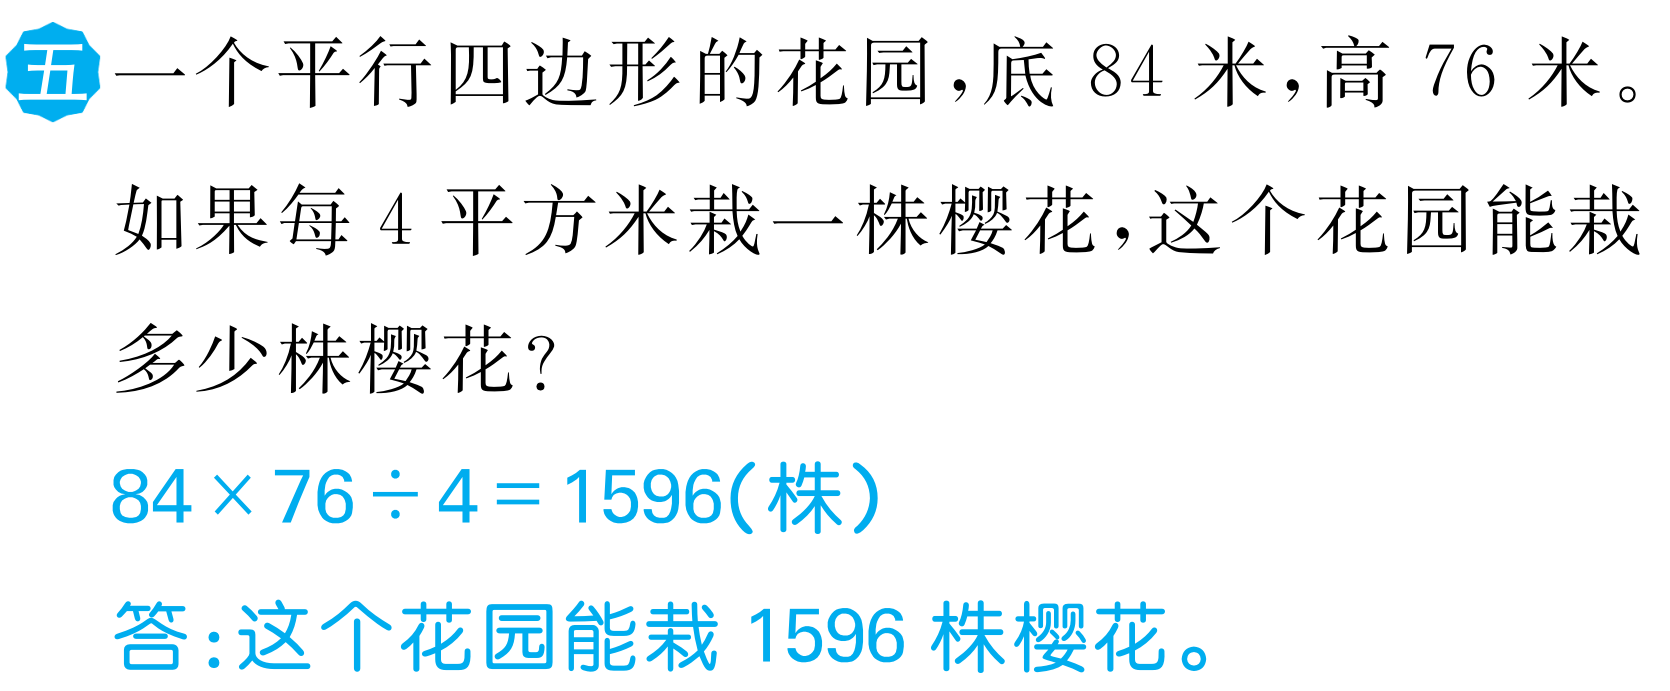 五 一个平行四边形的花园,底 84 米,高 76 米。
如果每 4 平方米栽一株樱花,这个花园能栽
多少株樱花?
84×76÷4=1596(株)
答:这个花园能栽 1596 株樱花。